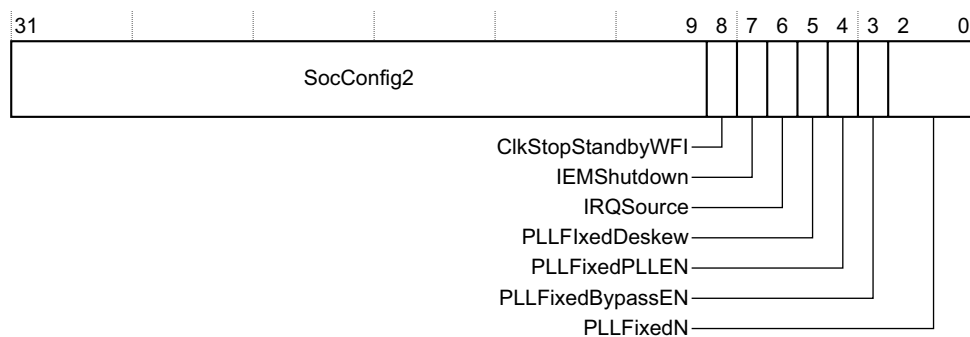 31 9 8 7 6 5 4 3 2 0
SocConfig2
ClkStopStandbyWFI
IEMShutdown
IRQSource
PLLFIxedDeskew
PLLFixedPLLEN
PLLFixedBypassEN
PLLFixedN